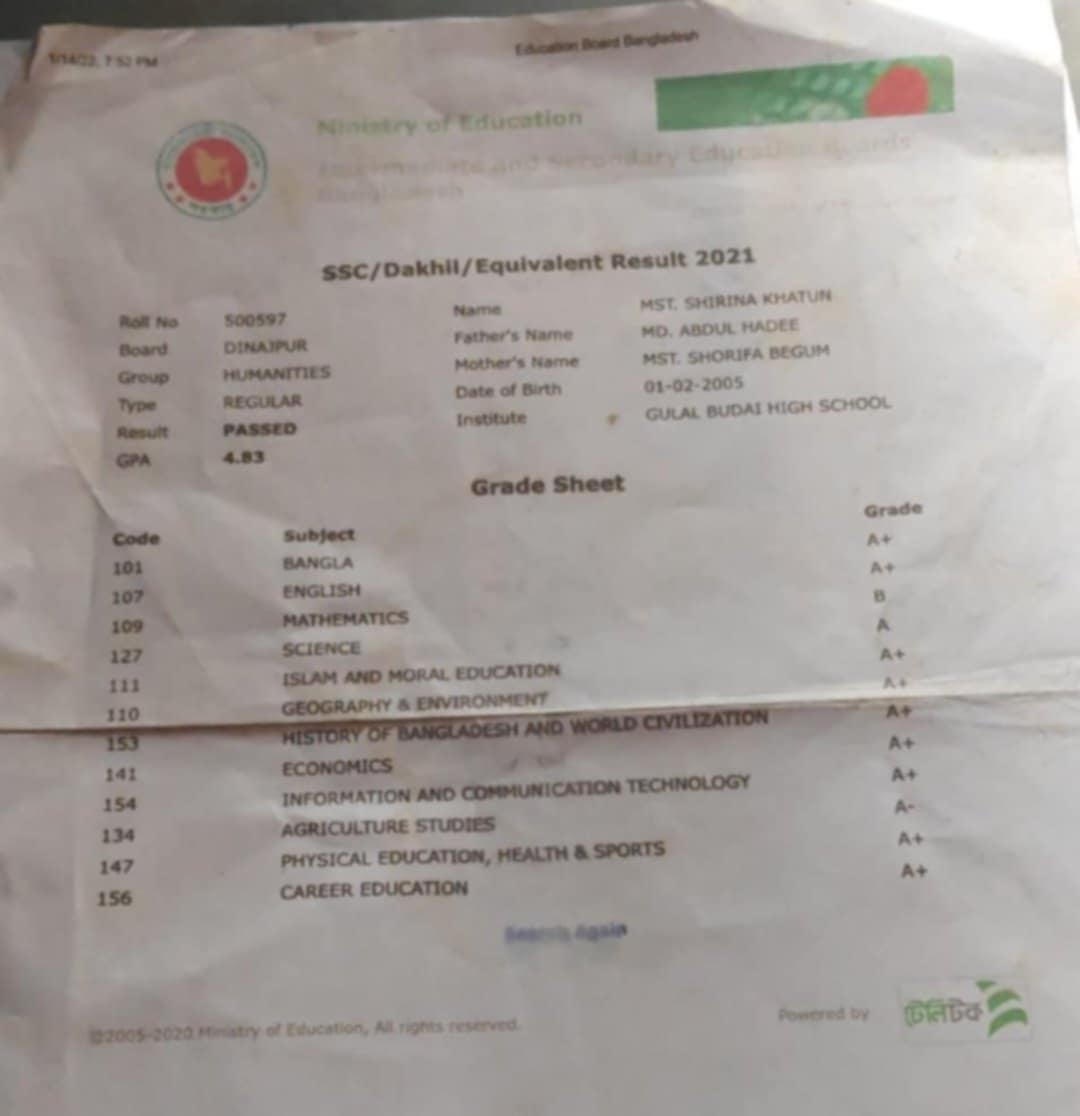 1/14/22, 7:52 PM Education Board Bangladesh
Ministry of Education
Intermediate and Secondary Education Boards
Bangladesh
SSC/Dakhil/Equivalent Result 2021
Roll No 500597 Name MST. SHIRINA KHATUN
Board DINAJPUR Father's Name MD. ABDUL HADEE
Group HUMANITIES Mother's Name MST. SHORIFA BEGUM
Type REGULAR Date of Birth 01-02-2005
Result PASSED Institute GULAL BUDAI HIGH SCHOOL
GPA 4.83
Grade Sheet
Code Subject Grade
101 BANGLA A+
107 ENGLISH A+
109 MATHEMATICS B
127 SCIENCE A
111 ISLAM AND MORAL EDUCATION A+
110 GEOGRAPHY & ENVIRONMENT A+
153 HISTORY OF BANGLADESH AND WORLD CIVILIZATION A+
141 ECONOMICS A+
154 INFORMATION AND COMMUNICATION TECHNOLOGY A+
134 AGRICULTURE STUDIES A-
147 PHYSICAL EDUCATION, HEALTH & SPORTS A+
156 CAREER EDUCATION A+
Search Again
©2005-2020 Ministry of Education, All rights reserved. Powered by টেলিটক